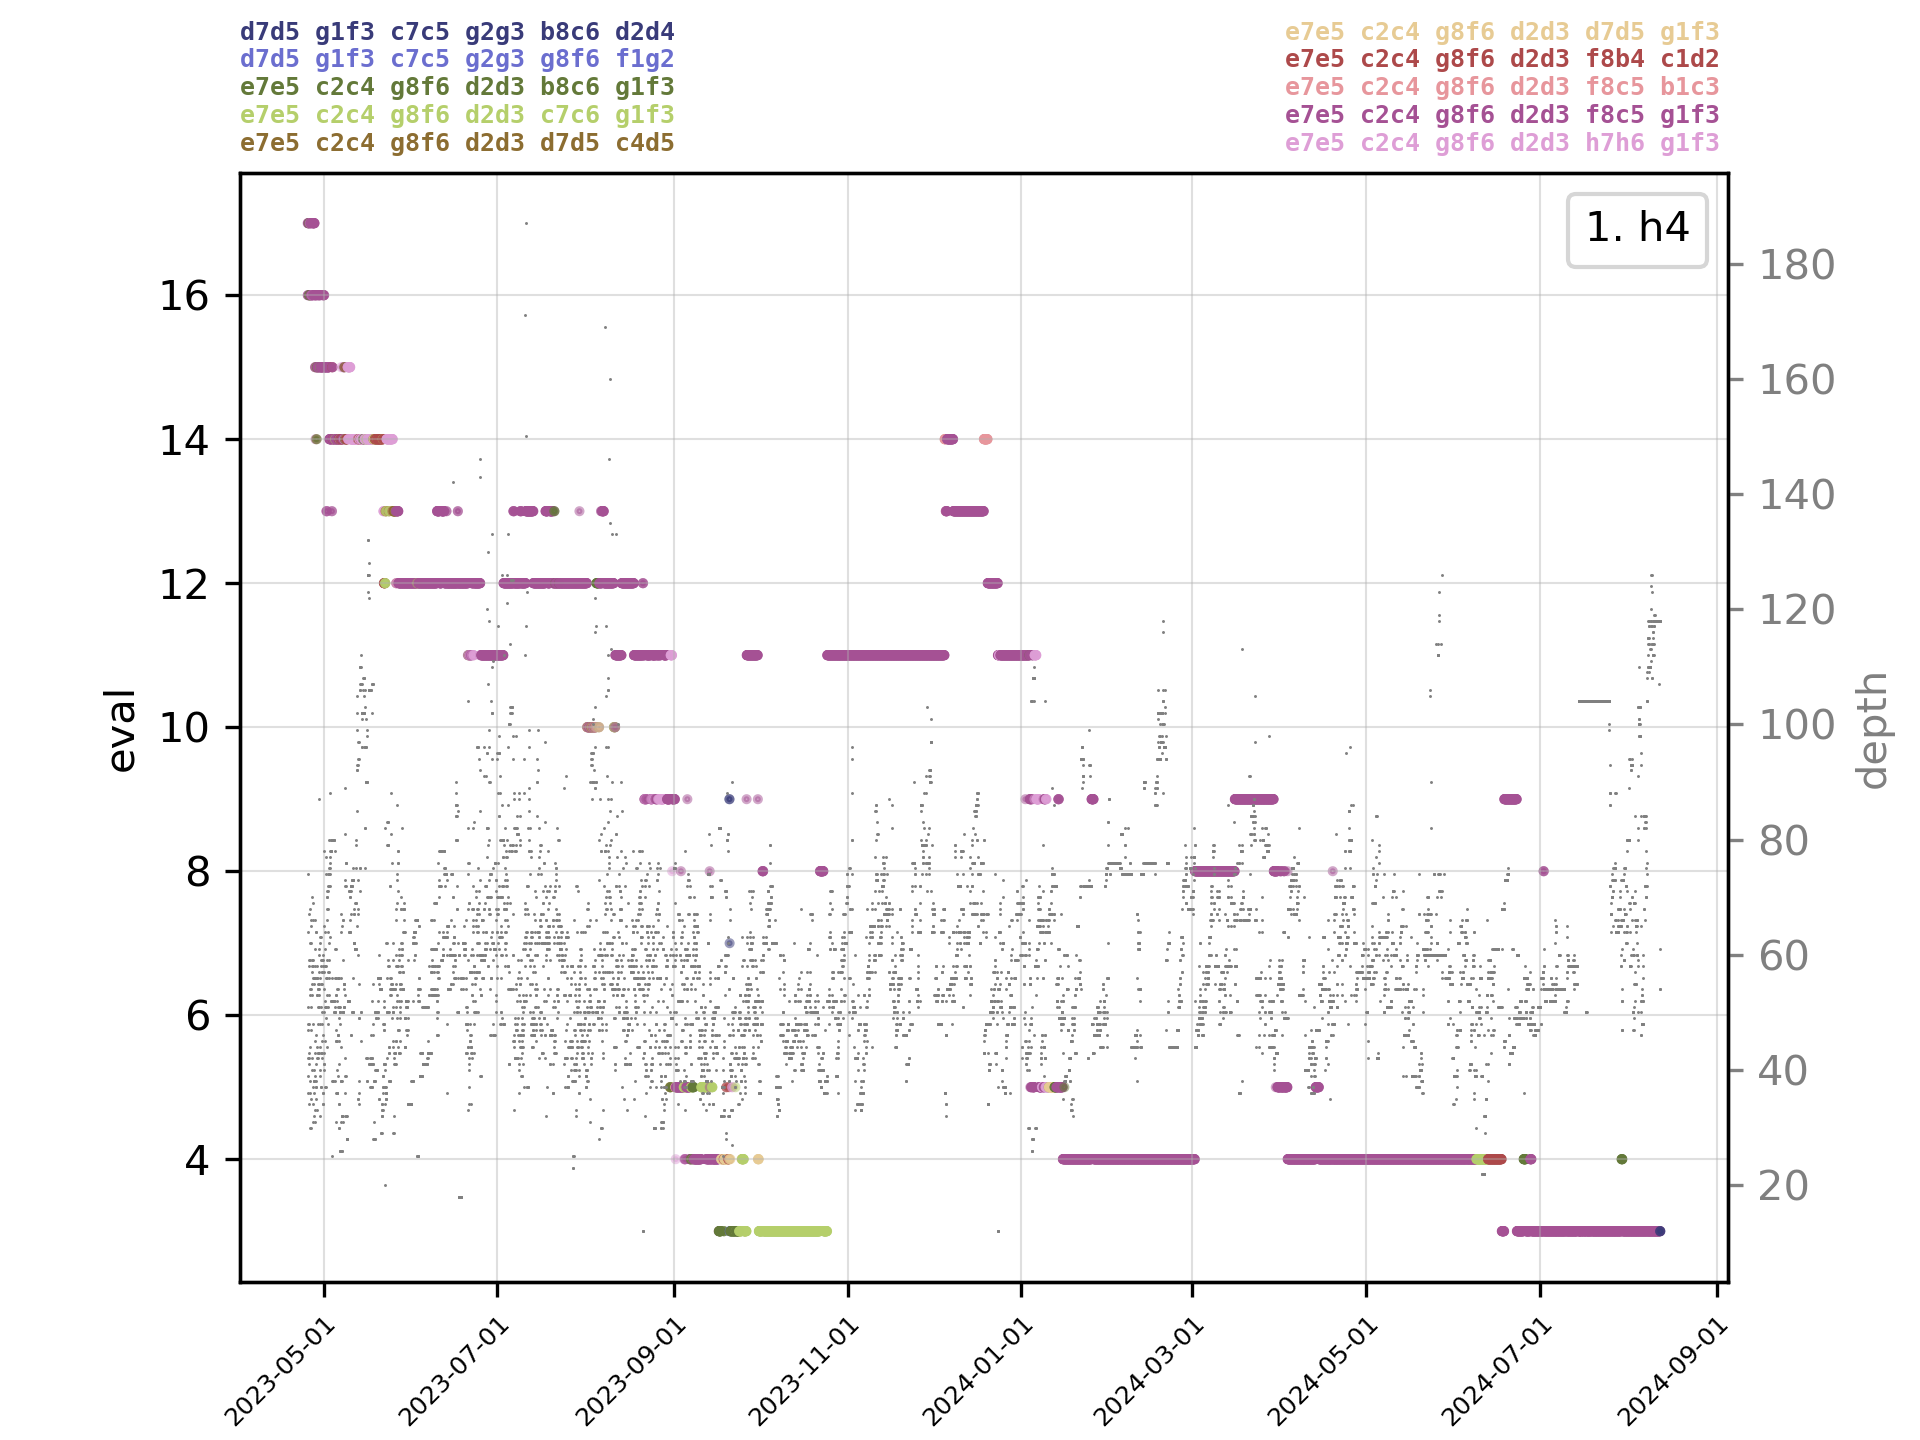 d7d5 g1f3 c7c5 g2g3 b8c6 d2d4
d7d5 g1f3 c7c5 g2g3 g8f6 f1g2
e7e5 c2c4 g8f6 d2d3 b8c6 g1f3
e7e5 c2c4 g8f6 d2d3 c7c6 g1f3
e7e5 c2c4 g8f6 d2d3 d7d5 c4d5
e7e5 c2c4 g8f6 d2d3 d7d5 g1f3
e7e5 c2c4 g8f6 d2d3 f8b4 c1d2
e7e5 c2c4 g8f6 d2d3 f8c5 b1c3
e7e5 c2c4 g8f6 d2d3 f8c5 g1f3
e7e5 c2c4 g8f6 d2d3 h7h6 g1f3
1. h4
eval
16
14
12
10
8
6
4
180
160
140
120
100
80
60
40
20
depth
2023-05-01
2023-07-01
2023-09-01
2023-11-01
2024-01-01
2024-03-01
2024-05-01
2024-07-01
2024-09-01